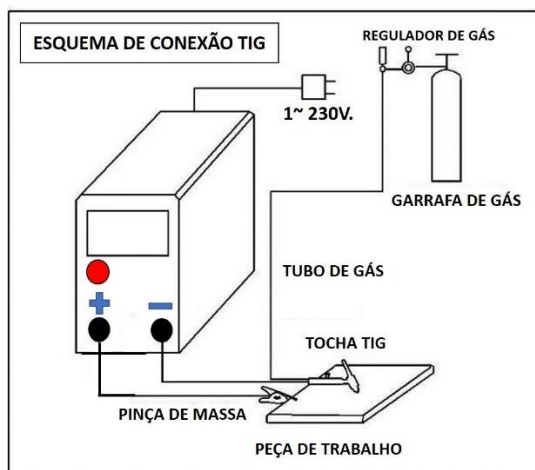 ESQUEMA DE CONEXÃO TIG
REGULADOR DE GÁS
1~ 230V.
GARRAFA DE GÁS
TUBO DE GÁS
+ −
TOCHA TIG
PINÇA DE MASSA
PEÇA DE TRABALHO